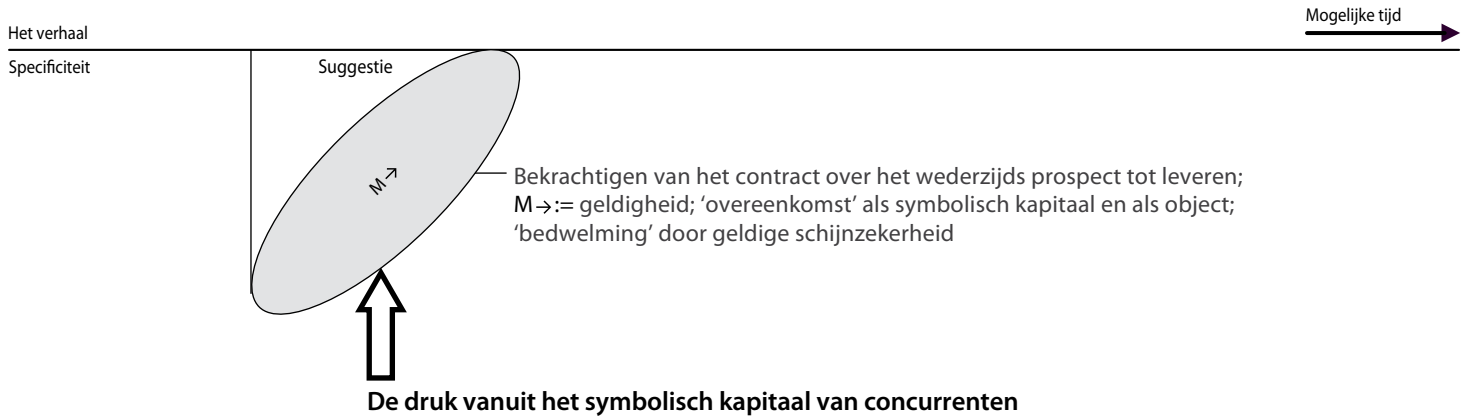 Mogelijke tijd
Het verhaal
Specificiteit
Suggestie
M→
Bekrachtigen van het contract over het wederzijds prospect tot leveren;
M→:= geldigheid; ‘overeenkomst’ als symbolisch kapitaal en als object;
‘bedwelming’ door geldige schijnzekerheid
De druk vanuit het symbolisch kapitaal van concurrenten